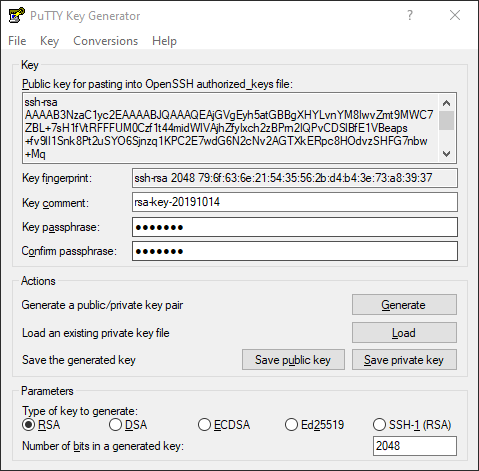 PuTTY Key Generator
File Key Conversions Help
Key
Public key for pasting into OpenSSH authorized_keys file:
ssh-rsa
AAAAB3NzaC1yc2EAAAABJQAAAQEAjGVgEyh5atGBBgXHYLvnYM8lwvZmt9MWC7
ZBL+7sH1fVtRFFFUM0Czf1t44midWlVAjhZfylxch2zBPm2lQPvCDSlBfE1VBeaps
+fv9lI1Snk8Pt2uSYO6Sjnzq1KPC2E7wdG6N2cNv2AGTXkERpc8HOdvzSHFG7nbw
+Mq
Key fingerprint: ssh-rsa 2048 79:6f:63:6e:21:54:35:56:2b:d4:b4:3e:73:a8:39:37
Key comment: rsa-key-20191014
Key passphrase: ●●●●●●●
Confirm passphrase: ●●●●●●●
Actions
Generate a public/private key pair Generate
Load an existing private key file Load
Save the generated key Save public key Save private key
Parameters
Type of key to generate:
RSA DSA ECDSA Ed25519 SSH-1 (RSA)
Number of bits in a generated key: 2048